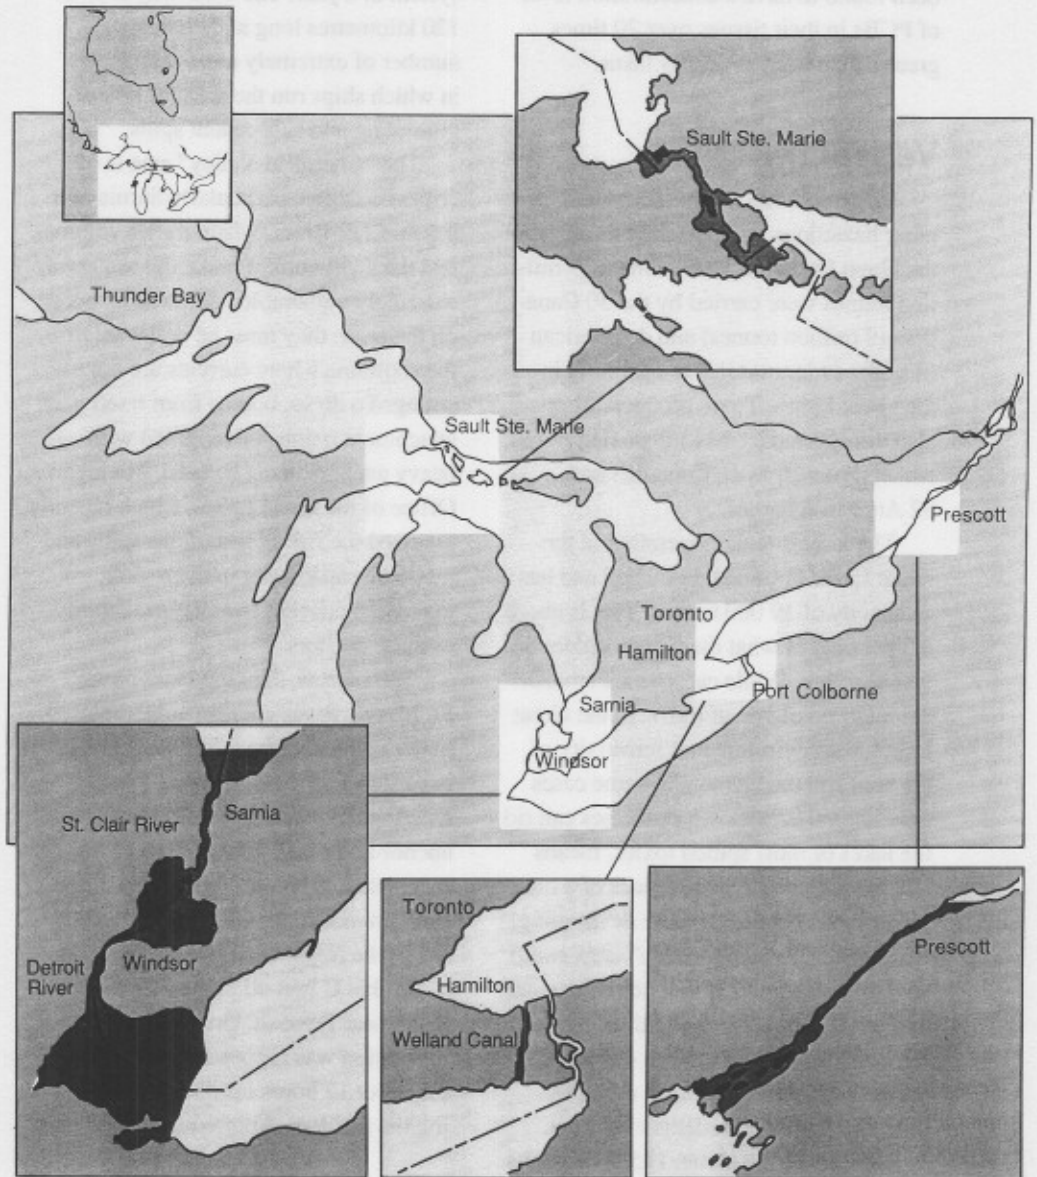 Sault Ste. Marie
Thunder Bay
Sault Ste. Marie
Prescott
Toronto
Hamilton
Port Colborne
Sarnia
Windsor
Sarnia
St. Clair River
Windsor
Detroit
River
Toronto
Hamilton
Welland Canal
Prescott